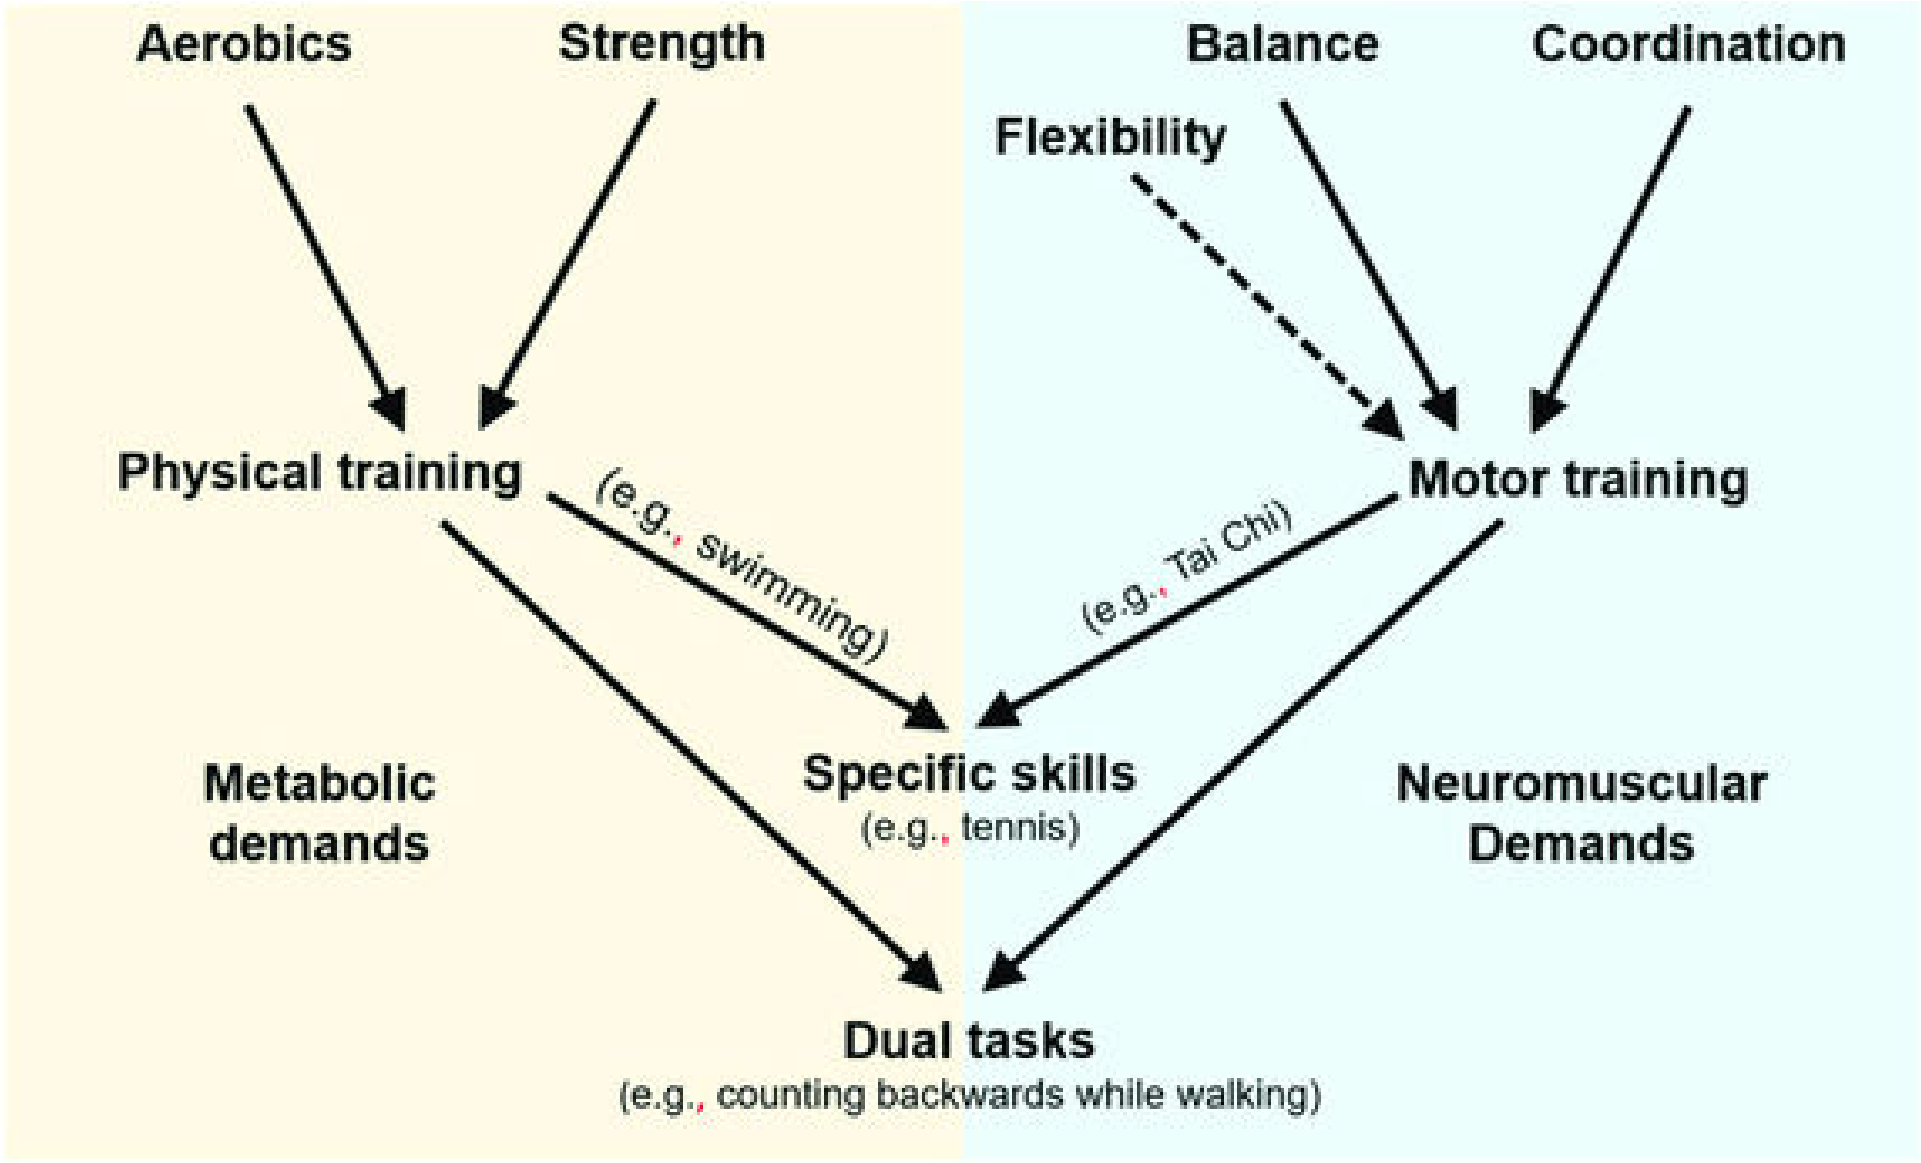 Aerobics
Strength
Balance
Coordination
Flexibility
Physical training
Motor training
(e.g., swimming)
(e.g., Tai Chi)
Specific skills
(e.g., tennis)
Metabolic
demands
Neuromuscular
Demands
Dual tasks
(e.g., counting backwards while walking)